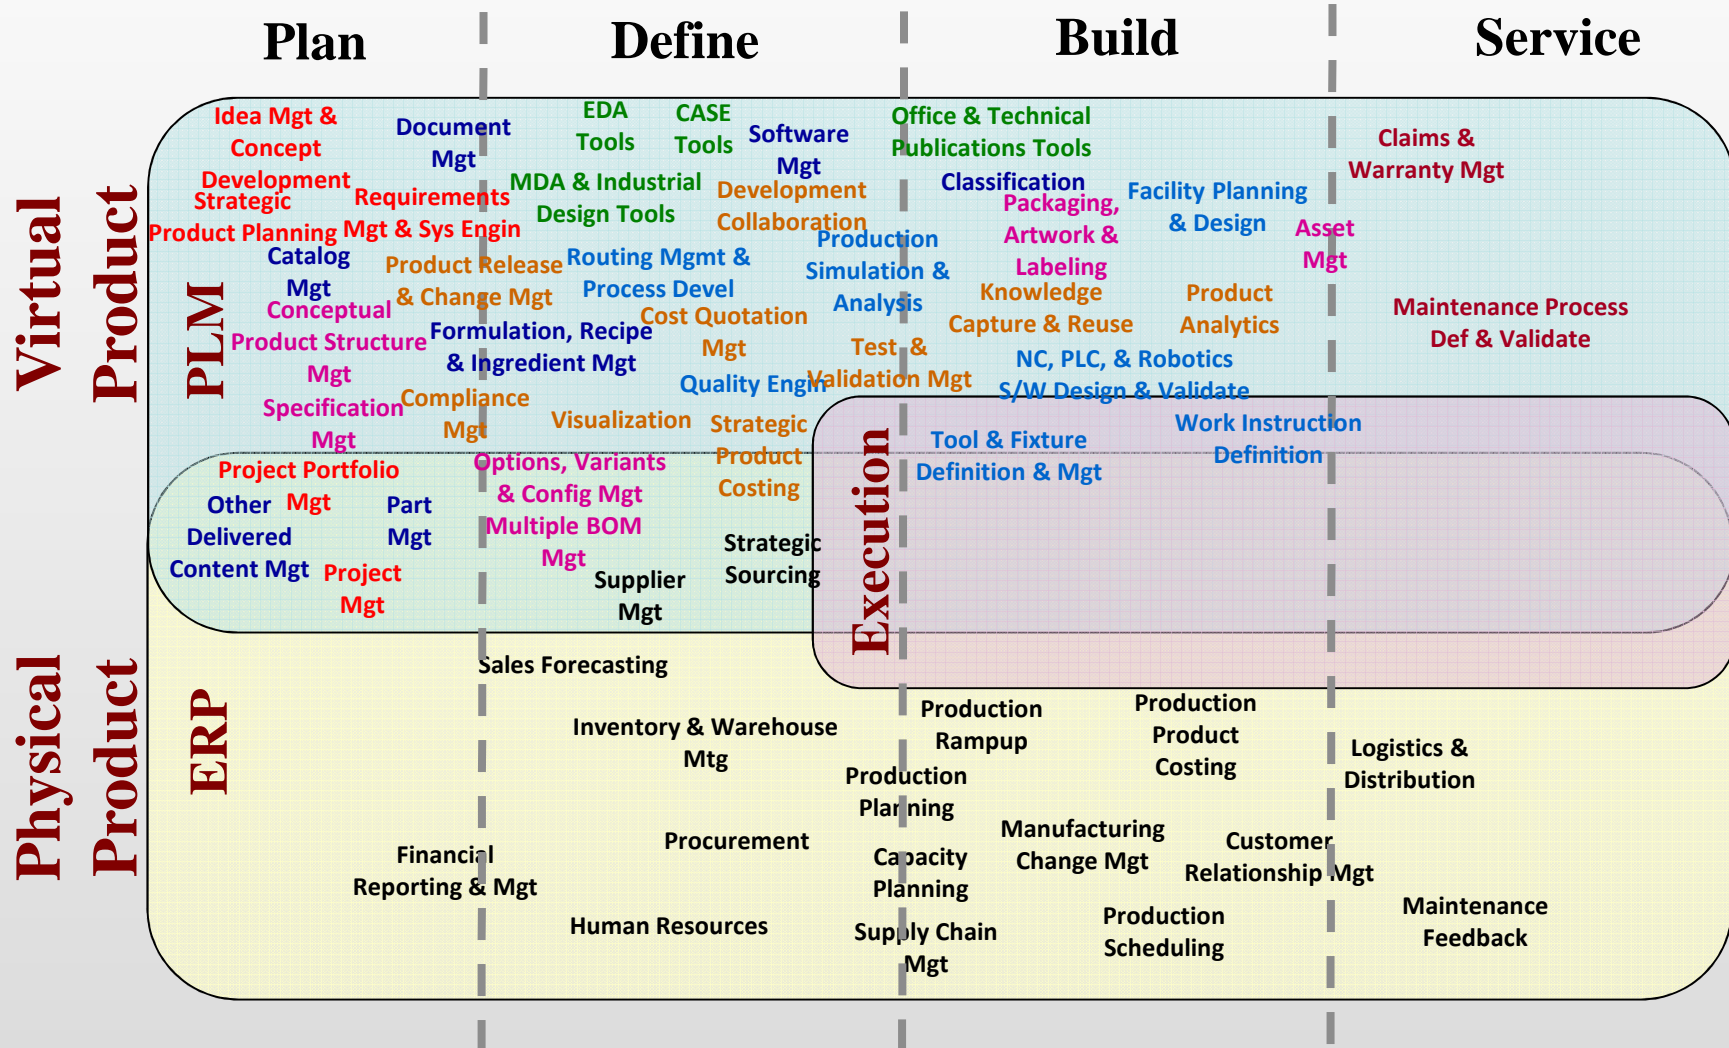 Plan
Define
Build
Service
Virtual
Product
PLM
Idea Mgt &
Concept
Development
Strategic
Product Planning
Document
Mgt
Requirements
Mgt & Sys Engin
Catalog
Mgt
Product Release
& Change Mgt
Conceptual
Product Structure
Mgt
Formulation, Recipe
& Ingredient Mgt
Specification
Mgt
Compliance
Mgt
EDA
Tools
CASE
Tools
Software
Mgt
MDA & Industrial
Design Tools
Development
Collaboration
Routing Mgmt &
Process Devel
Production
Simulation &
Analysis
Cost Quotation
Mgt
Test &
Validation Mgt
Quality Engin
Visualization
Strategic
Product
Costing
Office & Technical
Publications Tools
Classification
Packaging,
Artwork &
Labeling
Facility Planning
& Design
Asset
Mgt
Knowledge
Capture & Reuse
Product
Analytics
NC, PLC, & Robotics
S/W Design & Validate
Claims &
Warranty Mgt
Maintenance Process
Def & Validate
Execution
Tool & Fixture
Definition & Mgt
Work Instruction
Definition
Project Portfolio
Mgt
Other
Delivered
Content Mgt
Part
Mgt
Project
Mgt
Options, Variants
& Config Mgt
Multiple BOM
Mgt
Strategic
Sourcing
Supplier
Mgt
Physical
Product
ERP
Sales Forecasting
Inventory & Warehouse
Mtg
Production
Rampup
Production
Product
Costing
Logistics &
Distribution
Production
Planning
Procurement
Manufacturing
Change Mgt
Customer
Relationship Mgt
Financial
Reporting & Mgt
Capacity
Planning
Human Resources
Supply Chain
Mgt
Production
Scheduling
Maintenance
Feedback